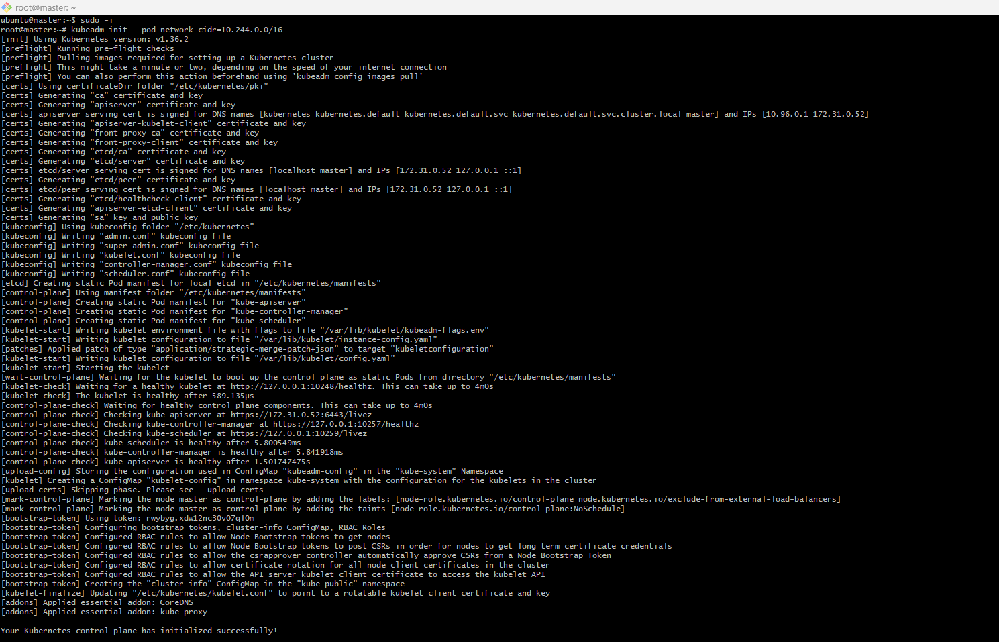 root@master: ~
ubuntu@master:~$ sudo -i
root@master:~# kubeadm init --pod-network-cidr=10.244.0.0/16
[init] Using Kubernetes version: v1.36.2
[preflight] Running pre-flight checks
[preflight] Pulling images required for setting up a Kubernetes cluster
[preflight] This might take a minute or two, depending on the speed of your internet connection
[preflight] You can also perform this action beforehand using 'kubeadm config images pull'
[certs] Using certificateDir folder "/etc/kubernetes/pki"
[certs] Generating "ca" certificate and key
[certs] Generating "apiserver" certificate and key
[certs] apiserver serving cert is signed for DNS names [kubernetes kubernetes.default kubernetes.default.svc kubernetes.default.svc.cluster.local master] and IPs [10.96.0.1 172.31.0.52]
[certs] Generating "apiserver-kubelet-client" certificate and key
[certs] Generating "front-proxy-ca" certificate and key
[certs] Generating "front-proxy-client" certificate and key
[certs] Generating "etcd/ca" certificate and key
[certs] Generating "etcd/server" certificate and key
[certs] etcd/server serving cert is signed for DNS names [localhost master] and IPs [172.31.0.52 127.0.0.1 ::1]
[certs] Generating "etcd/peer" certificate and key
[certs] etcd/peer serving cert is signed for DNS names [localhost master] and IPs [172.31.0.52 127.0.0.1 ::1]
[certs] Generating "etcd/healthcheck-client" certificate and key
[certs] Generating "apiserver-etcd-client" certificate and key
[certs] Generating "sa" key and public key
[kubeconfig] Using kubeconfig folder "/etc/kubernetes"
[kubeconfig] Writing "admin.conf" kubeconfig file
[kubeconfig] Writing "super-admin.conf" kubeconfig file
[kubeconfig] Writing "kubelet.conf" kubeconfig file
[kubeconfig] Writing "controller-manager.conf" kubeconfig file
[kubeconfig] Writing "scheduler.conf" kubeconfig file
[etcd] Creating static Pod manifest for local etcd in "/etc/kubernetes/manifests"
[control-plane] Using manifest folder "/etc/kubernetes/manifests"
[control-plane] Creating static Pod manifest for "kube-apiserver"
[control-plane] Creating static Pod manifest for "kube-controller-manager"
[control-plane] Creating static Pod manifest for "kube-scheduler"
[kubelet-start] Writing kubelet environment file with flags to file "/var/lib/kubelet/kubeadm-flags.env"
[kubelet-start] Writing kubelet configuration to file "/var/lib/kubelet/instance-config.yaml"
[patches] Applied patch of type "application/strategic-merge-patch+json" to target "kubeletconfiguration"
[kubelet-start] Writing kubelet configuration to file "/var/lib/kubelet/config.yaml"
[kubelet-start] Starting the kubelet
[wait-control-plane] Waiting for the kubelet to boot up the control plane as static Pods from directory "/etc/kubernetes/manifests"
[kubelet-check] Waiting for a healthy kubelet at http://127.0.0.1:10248/healthz. This can take up to 4m0s
[kubelet-check] The kubelet is healthy after 589.135µs
[control-plane-check] Waiting for healthy control plane components. This can take up to 4m0s
[control-plane-check] Checking kube-apiserver at https://172.31.0.52:6443/livez
[control-plane-check] Checking kube-controller-manager at https://127.0.0.1:10257/healthz
[control-plane-check] Checking kube-scheduler at https://127.0.0.1:10259/livez
[control-plane-check] kube-scheduler is healthy after 5.800549ms
[control-plane-check] kube-controller-manager is healthy after 5.841918ms
[control-plane-check] kube-apiserver is healthy after 1.501747475s
[upload-config] Storing the configuration used in ConfigMap "kubeadm-config" in the "kube-system" Namespace
[kubelet] Creating a ConfigMap "kubelet-config" in namespace kube-system with the configuration for the kubelets in the cluster
[upload-certs] Skipping phase. Please see --upload-certs
[mark-control-plane] Marking the node master as control-plane by adding the labels: [node-role.kubernetes.io/control-plane node.kubernetes.io/exclude-from-external-load-balancers]
[mark-control-plane] Marking the node master as control-plane by adding the taints [node-role.kubernetes.io/control-plane:NoSchedule]
[bootstrap-token] Using token: rwybyg.xdw12nc30v07ql0m
[bootstrap-token] Configuring bootstrap tokens, cluster-info ConfigMap, RBAC Roles
[bootstrap-token] Configured RBAC rules to allow Node Bootstrap tokens to get nodes
[bootstrap-token] Configured RBAC rules to allow Node Bootstrap tokens to post CSRs in order for nodes to get long term certificate credentials
[bootstrap-token] Configured RBAC rules to allow the csrapprover controller automatically approve CSRs from a Node Bootstrap Token
[bootstrap-token] Configured RBAC rules to allow certificate rotation for all node client certificates in the cluster
[bootstrap-token] Configured RBAC rules to allow the API server kubelet client certificate to access the kubelet API
[bootstrap-token] Creating the "cluster-info" ConfigMap in the "kube-public" namespace
[kubelet-finalize] Updating "/etc/kubernetes/kubelet.conf" to point to a rotatable kubelet client certificate and key
[addons] Applied essential addon: CoreDNS
[addons] Applied essential addon: kube-proxy
Your Kubernetes control-plane has initialized successfully!